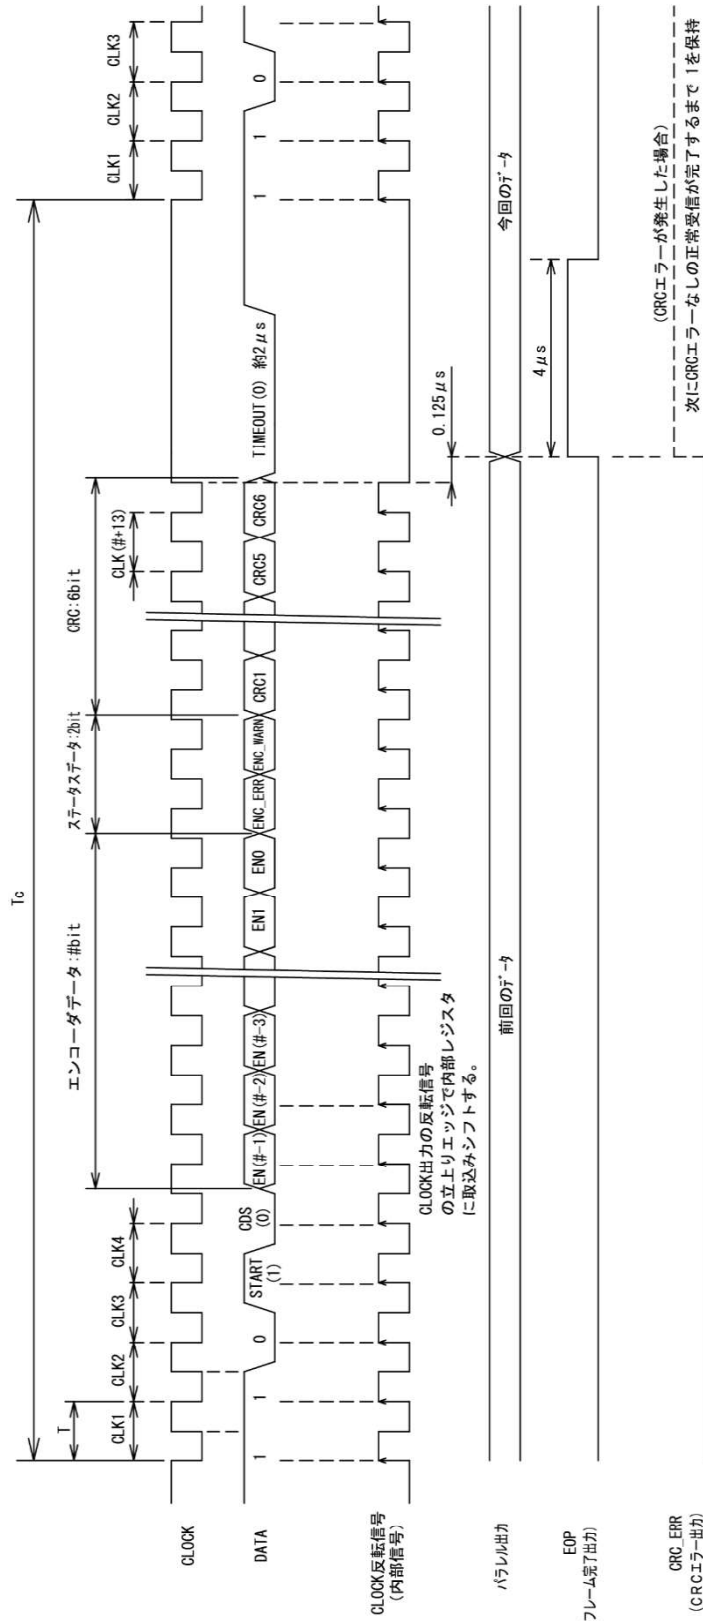 Tc
エンコーダデータ:#bit
ステータスデータ:2bit
CRC:6bit
T
CLK1
CLK2
CLK3
CLK4
CLK(#+13)
CLK1
CLK2
CLK3
CLOCK
DATA
1
1
0
START
(1)
CDS
(0)
EN(#-1)
EN(#-2)
EN(#-3)
EN1
EN0
ENC_ERR
ENC_WARN
CRC1
CRC5
CRC6
TIMEOUT(0) 約2μs
1
1
0
CLOCK反転信号
(内部信号)
CLOCK出力の反転信号
の立上りエッジで内部レジスタ
に取込みシフトする。
0.125μs
パラレル出力
前回のデータ
今回のデータ
EOP
フレーム完了出力)
4μs
CRC_ERR
(CRCエラー出力)
(CRCエラーが発生した場合)
次にCRCエラーなしの正常受信が完了するまで 1を保持